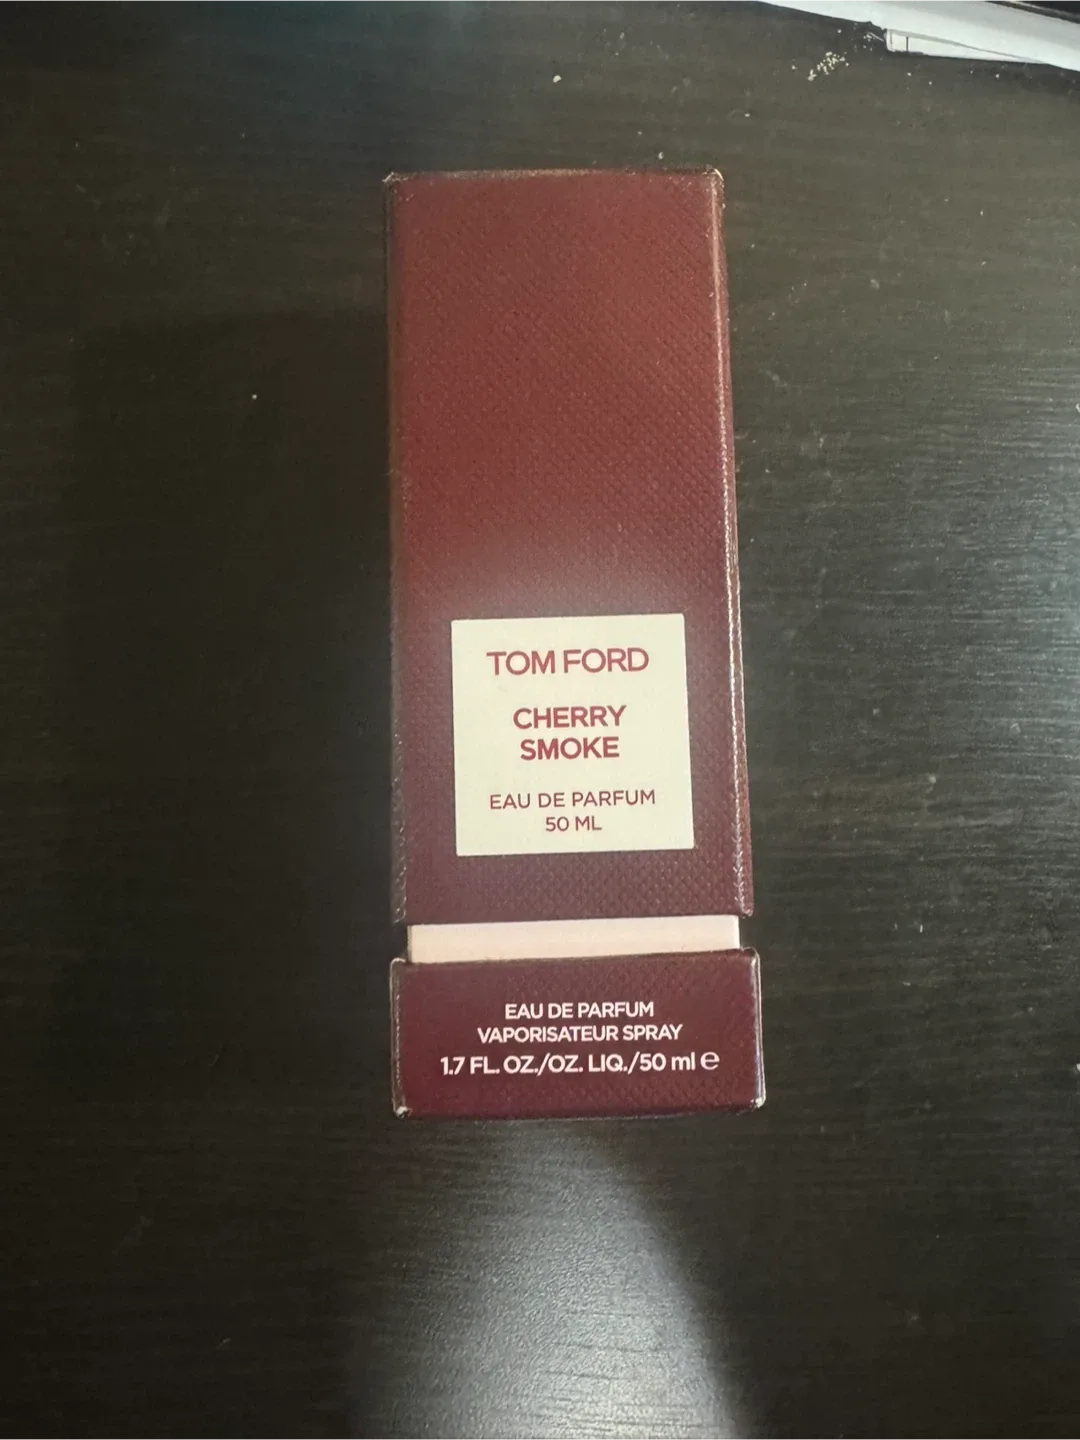 TOM FORD
CHERRY
SMOKE
EAU DE PARFUM
50 ML
EAU DE PARFUM
VAPORISATEUR SPRAY
1.7 FL. OZ./OZ. LIQ./50 ml ℮